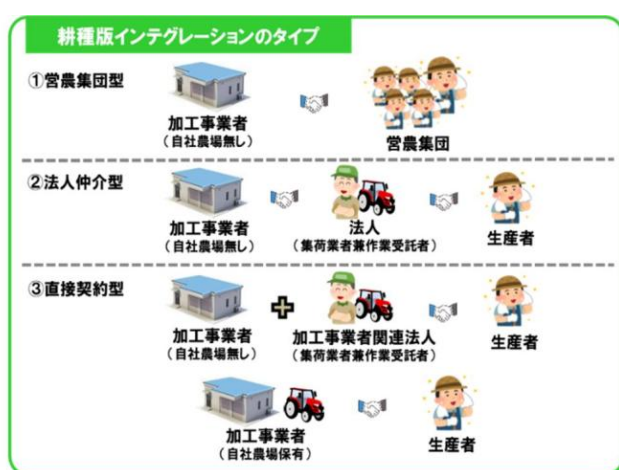 耕種版インテグレーションのタイプ
①営農集団型
加工事業者
（自社農場無し）
営農集団
②法人仲介型
加工事業者
（自社農場無し）
法人
（集荷業者兼作業受託者）
生産者
③直接契約型
加工事業者
（自社農場無し）
加工事業者関連法人
（集荷業者兼作業受託者）
生産者
加工事業者
（自社農場保有）
生産者